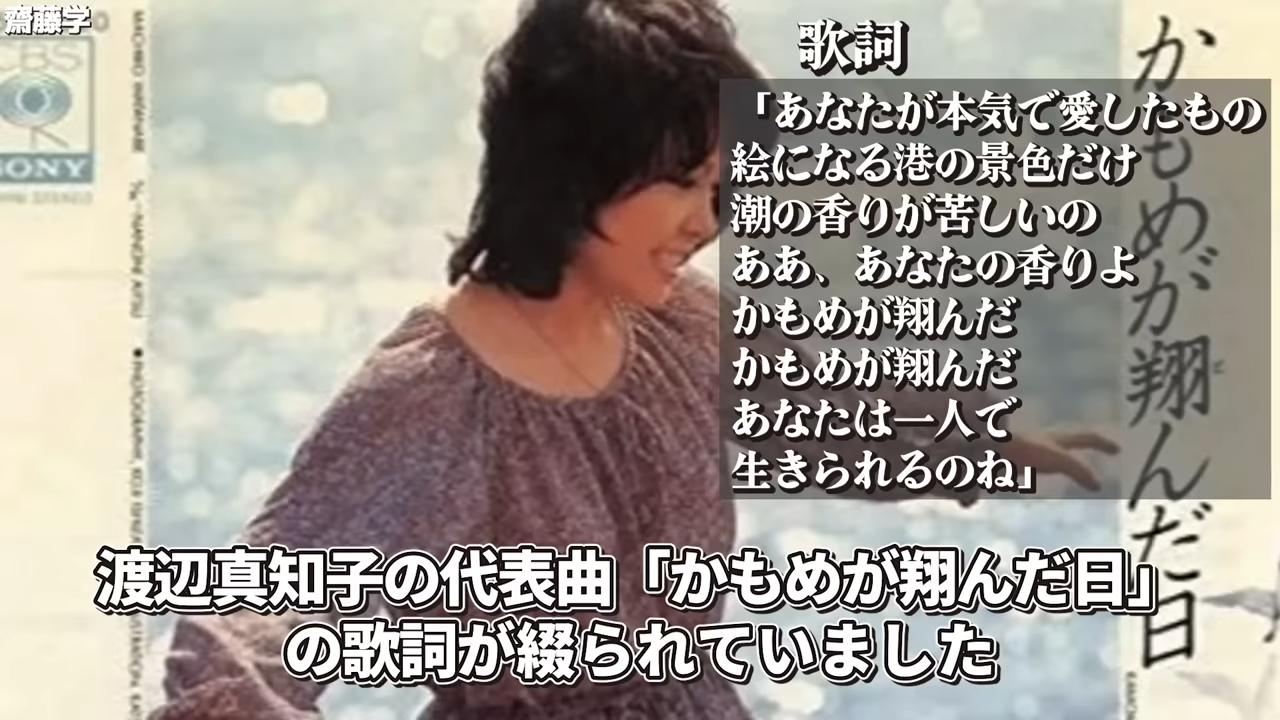 齋藤学
CBS
SONY
歌詞
「あなたが本気で愛したもの
絵になる港の景色だけ
潮の香りが苦しいの
ああ、あなたの香りよ
かもめが翔んだ
かもめが翔んだ
あなたは一人で
生きられるのね」
かもめが翔んだ日
渡辺真知子の代表曲「かもめが翔んだ日」
の歌詞が綴られていました